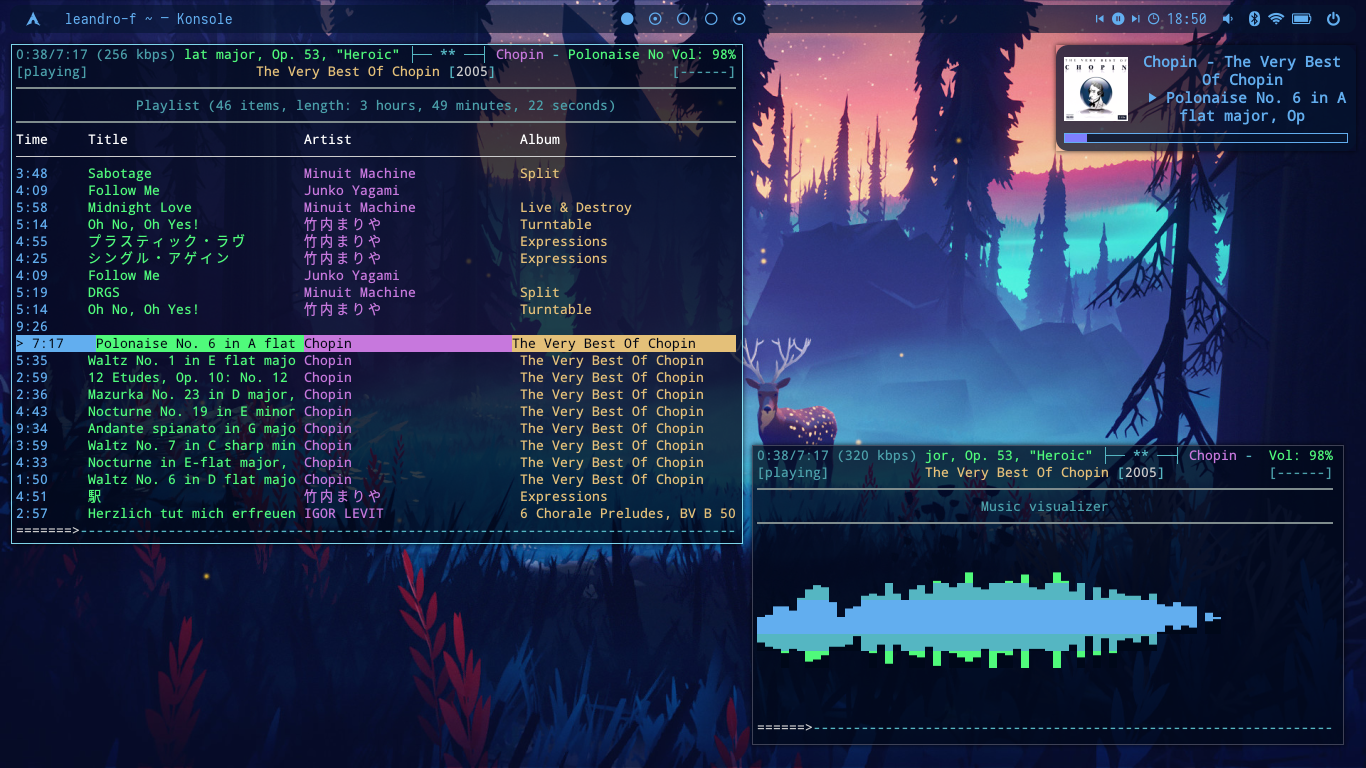 leandro-f ~ — Konsole
18:50
0:38/7:17 (256 kbps) lat major, Op. 53, "Heroic" ├── ** ──┤ Chopin - Polonaise No Vol: 98%
[playing] The Very Best Of Chopin [2005] [------]
Playlist (46 items, length: 3 hours, 49 minutes, 22 seconds)
Time Title Artist Album
3:48 Sabotage Minuit Machine Split
4:09 Follow Me Junko Yagami
5:58 Midnight Love Minuit Machine Live & Destroy
5:14 Oh No, Oh Yes! 竹内まりや Turntable
4:55 プラスティック・ラヴ 竹内まりや Expressions
4:25 シングル・アゲイン 竹内まりや Expressions
4:09 Follow Me Junko Yagami
5:19 DRGS Minuit Machine Split
5:14 Oh No, Oh Yes! 竹内まりや Turntable
9:26
> 7:17 Polonaise No. 6 in A flat Chopin The Very Best Of Chopin
5:35 Waltz No. 1 in E flat majo Chopin The Very Best Of Chopin
2:59 12 Etudes, Op. 10: No. 12 Chopin The Very Best Of Chopin
2:36 Mazurka No. 23 in D major, Chopin The Very Best Of Chopin
4:43 Nocturne No. 19 in E minor Chopin The Very Best Of Chopin
9:34 Andante spianato in G majo Chopin The Very Best Of Chopin
3:59 Waltz No. 7 in C sharp min Chopin The Very Best Of Chopin
4:33 Nocturne in E-flat major, Chopin The Very Best Of Chopin
1:50 Waltz No. 6 in D flat majo Chopin The Very Best Of Chopin
4:51 駅 竹内まりや Expressions
2:57 Herzlich tut mich erfreuen IGOR LEVIT 6 Chorale Preludes, BV B 50
THE VERY BEST OF
CHOPIN
Chopin - The Very Best
Of Chopin
Polonaise No. 6 in A
flat major, Op
0:38/7:17 (320 kbps) jor, Op. 53, "Heroic" ├── ** ──┤ Chopin - Vol: 98%
[playing] The Very Best Of Chopin [2005] [------]
Music visualizer